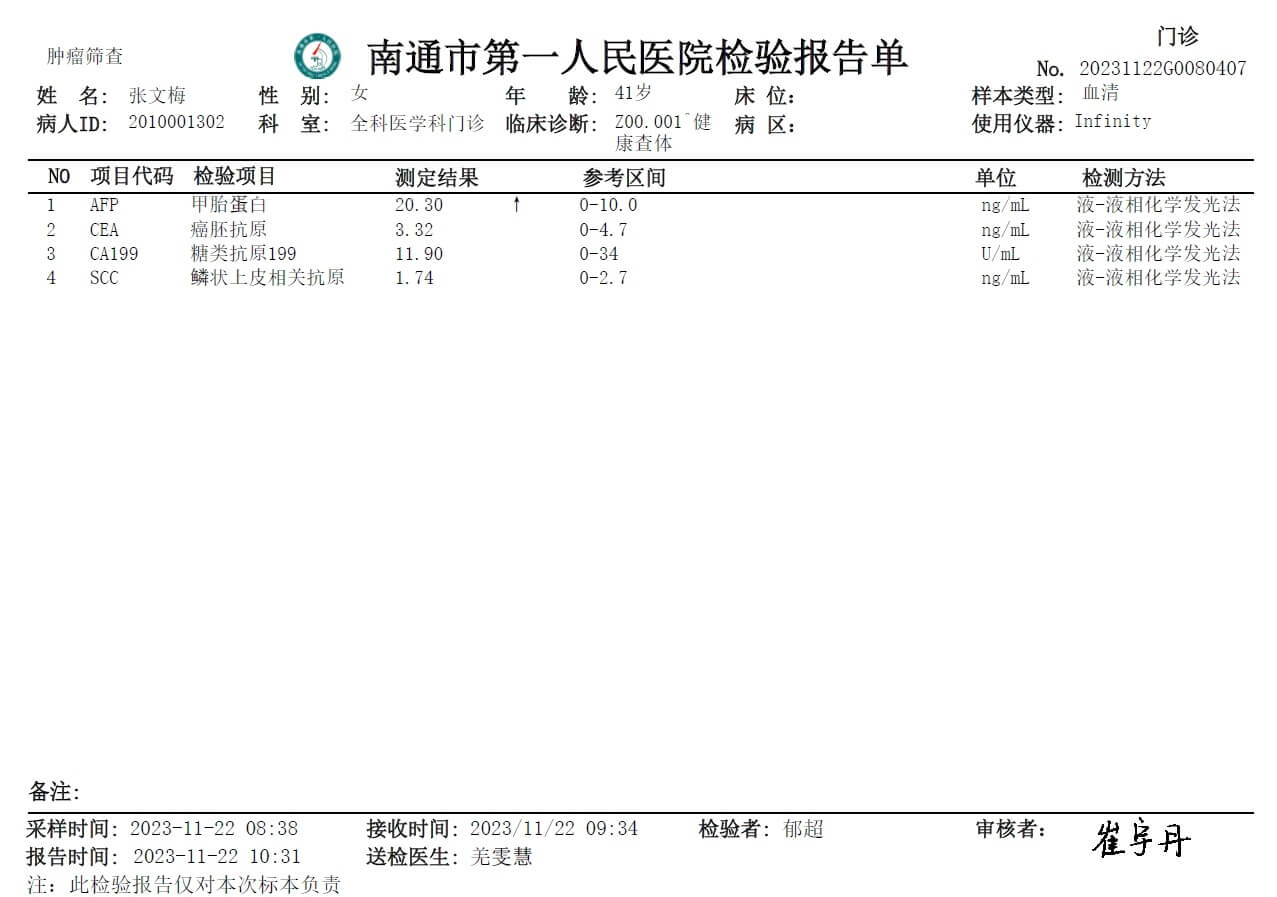 肿瘤筛查
南通市第一人民医院检验报告单
门诊
No. 20231122G0080407
姓 名: 张文梅 性 别: 女 年 龄: 41岁 床 位: 样本类型: 血清
病人ID: 2010001302 科 室: 全科医学科门诊 临床诊断: Z00.001~健康查体 病 区: 使用仪器: Infinity
NO 项目代码 检验项目 测定结果 参考区间 单位 检测方法
1 AFP 甲胎蛋白 20.30 ↑ 0-10.0 ng/mL 液-液相化学发光法
2 CEA 癌胚抗原 3.32 0-4.7 ng/mL 液-液相化学发光法
3 CA199 糖类抗原199 11.90 0-34 U/mL 液-液相化学发光法
4 SCC 鳞状上皮相关抗原 1.74 0-2.7 ng/mL 液-液相化学发光法
备注:
采样时间: 2023-11-22 08:38 接收时间: 2023/11/22 09:34 检验者: 郁超 审核者: 崔宇丹
报告时间: 2023-11-22 10:31 送检医生: 羌雯慧
注: 此检验报告仅对本次标本负责